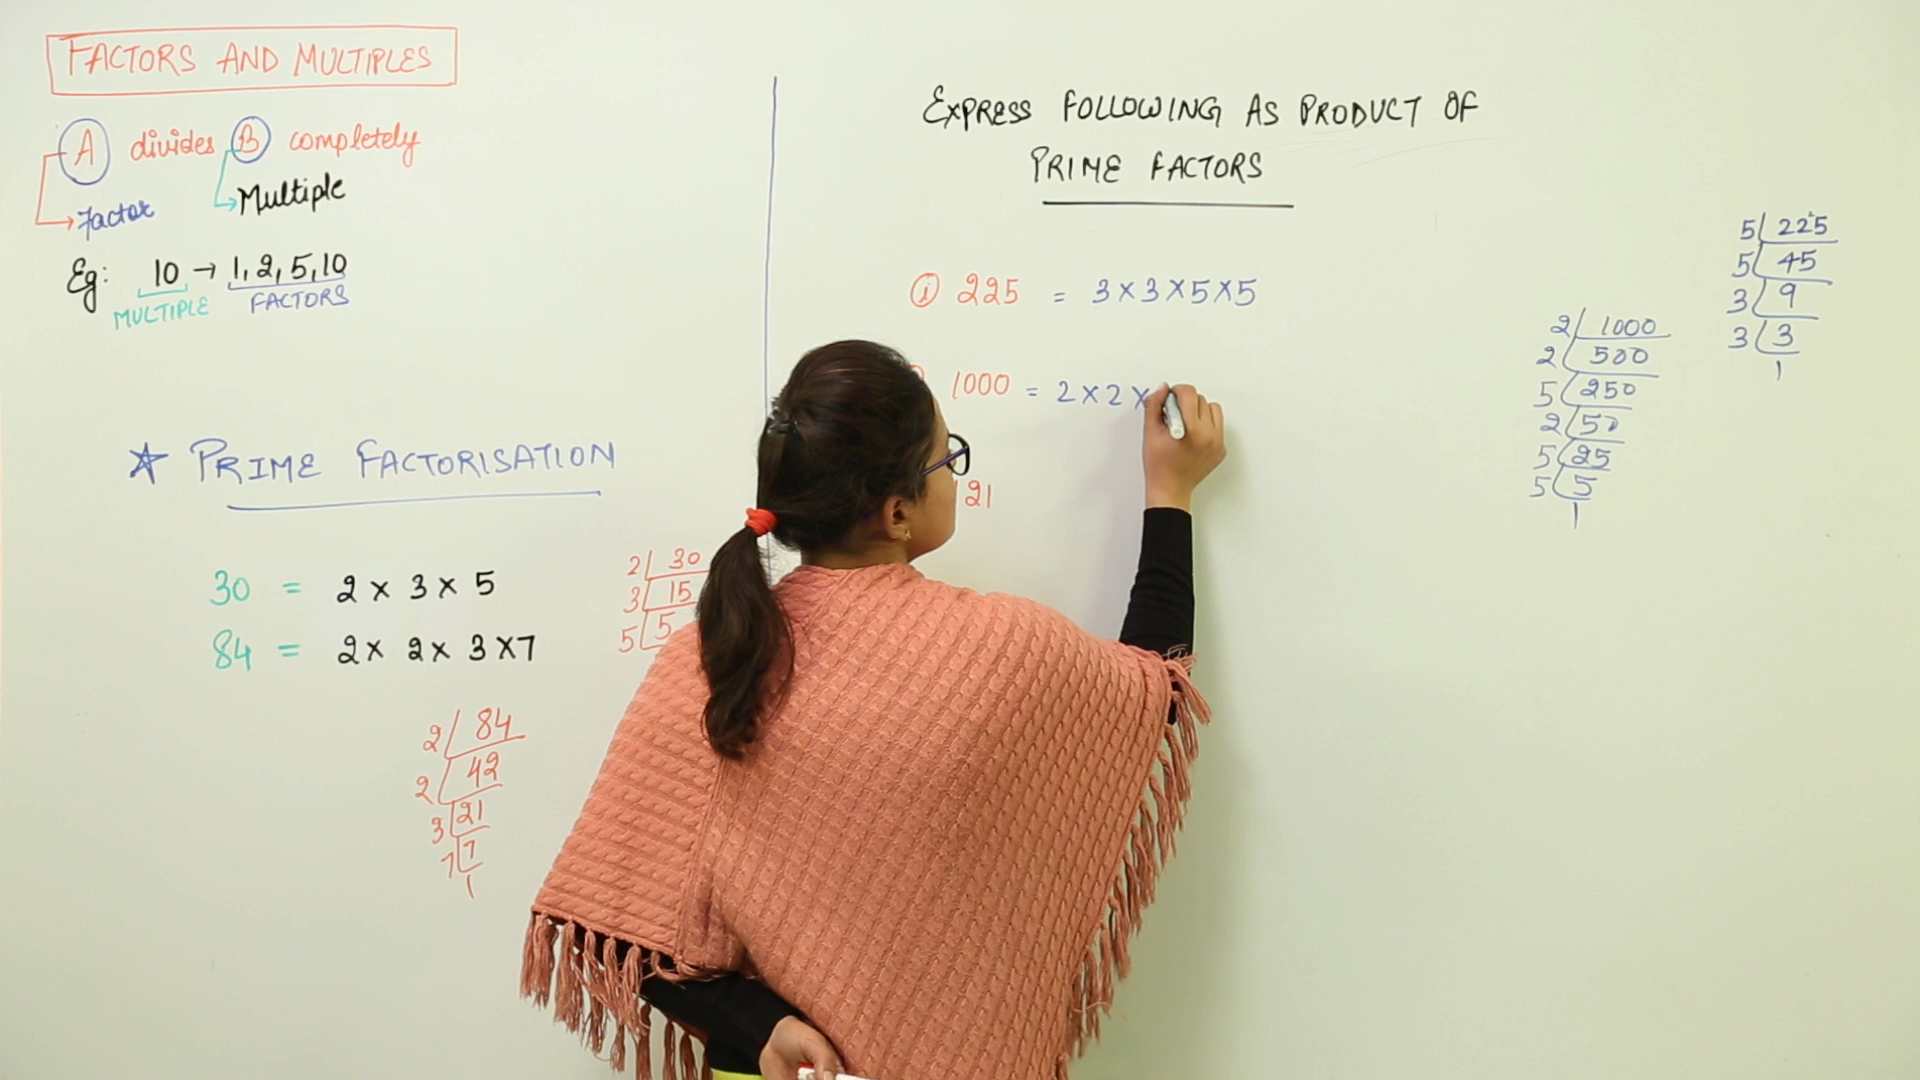 FACTORS AND MULTIPLES
A divides B completely
Factor Multiple
Eg: 10 → 1, 2, 5, 10
MULTIPLE FACTORS
★ PRIME FACTORISATION
30 = 2 × 3 × 5
84 = 2 × 2 × 3 × 7
2 84
2 42
3 21
7 7
1
2 30
3 15
5 5
EXPRESS FOLLOWING AS PRODUCT OF
PRIME FACTORS
(i) 225 = 3 × 3 × 5 × 5
1000 = 2 × 2 ×
21
2 1000
2 500
5 250
2 50
5 25
5 5
1
5 225
5 45
3 9
3 3
1